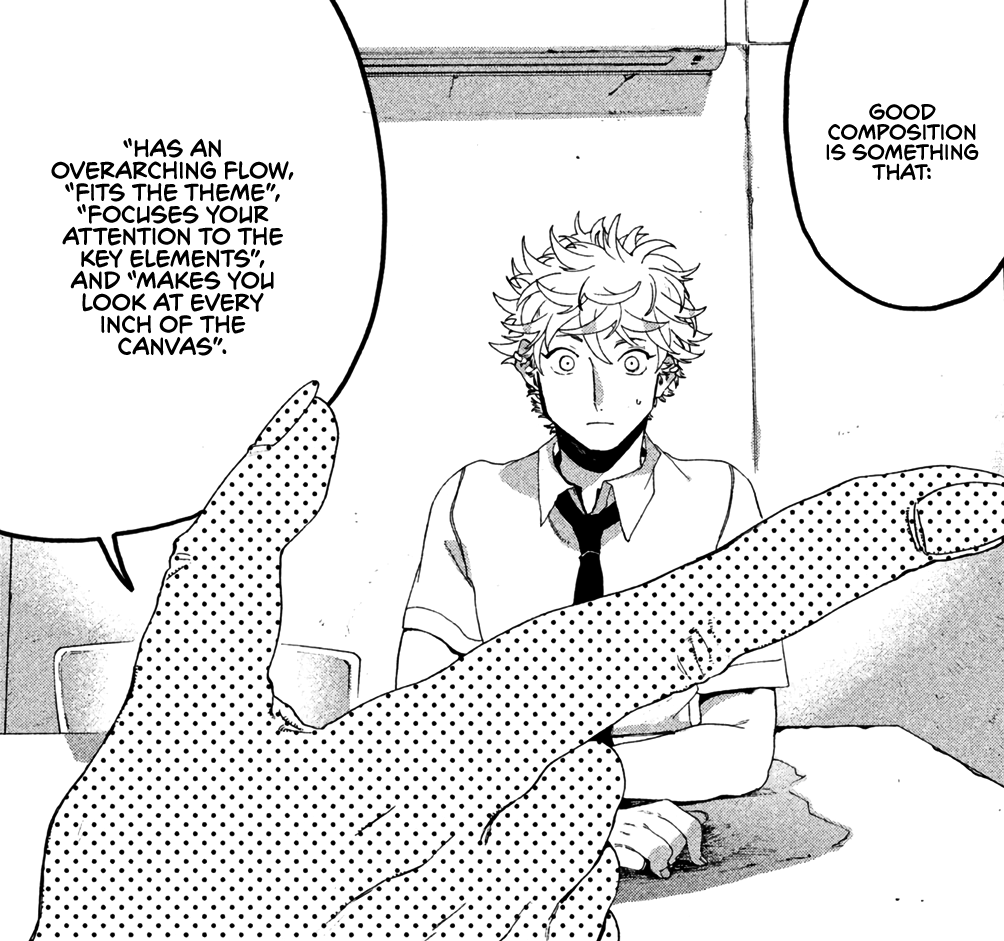 GOOD
COMPOSITION
IS SOMETHING
THAT:
“HAS AN
OVERARCHING FLOW,
“FITS THE THEME”,
“FOCUSES YOUR
ATTENTION TO THE
KEY ELEMENTS”,
AND “MAKES YOU
LOOK AT EVERY
INCH OF THE
CANVAS”.